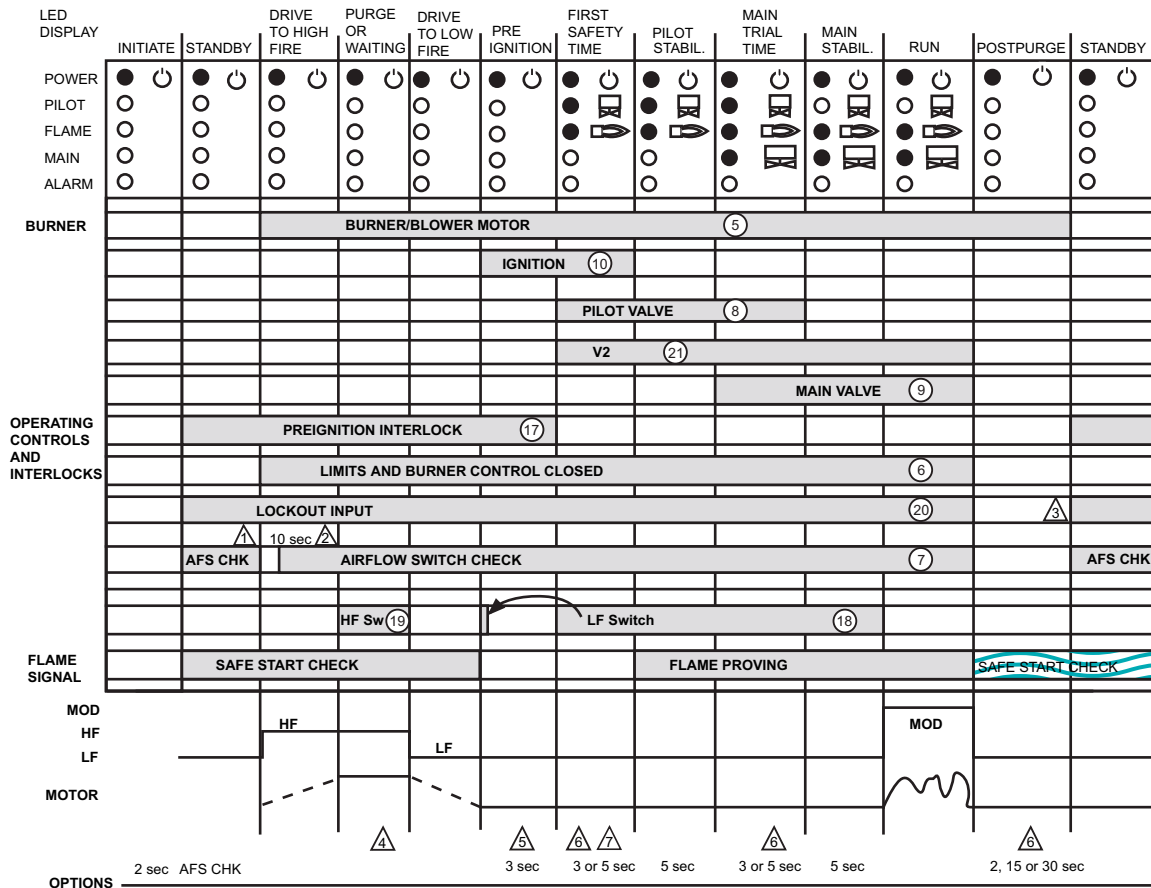 LED DISPLAY
INITIATE
STANDBY
DRIVE TO HIGH FIRE
PURGE OR WAITING
DRIVE TO LOW FIRE
PRE IGNITION
FIRST SAFETY TIME
PILOT STABIL.
MAIN TRIAL TIME
MAIN STABIL.
RUN
POSTPURGE
STANDBY
POWER
PILOT
FLAME
MAIN
ALARM
BURNER
BURNER/BLOWER MOTOR 5
IGNITION 10
PILOT VALVE 8
V2 21
MAIN VALVE 9
OPERATING CONTROLS AND INTERLOCKS
PREIGNITION INTERLOCK 17
LIMITS AND BURNER CONTROL CLOSED 6
LOCKOUT INPUT 20
1 10 sec 2 3
AFS CHK AIRFLOW SWITCH CHECK 7 AFS CHK
HF Sw 19 LF Switch 18
FLAME SIGNAL
SAFE START CHECK FLAME PROVING SAFE START CHECK
MOD
HF
LF
HF
LF
MOD
MOTOR
4 5 6 7 6 6
2 sec AFS CHK 3 sec 3 or 5 sec 5 sec 3 or 5 sec 5 sec 2, 15 or 30 sec
OPTIONS